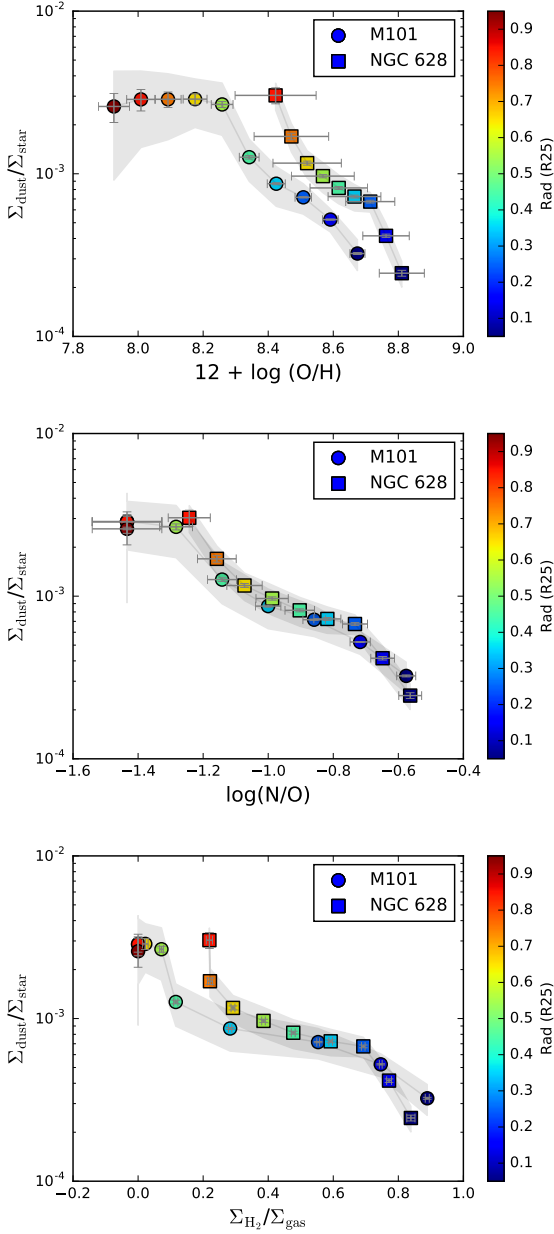 10⁻²
10⁻³
10⁻⁴
Σdust/Σstar
M101
NGC 628
7.8 8.0 8.2 8.4 8.6 8.8 9.0
12 + log (O/H)
0.9
0.8
0.7
0.6
0.5
0.4
0.3
0.2
0.1
Rad (R25)
10⁻²
10⁻³
10⁻⁴
Σdust/Σstar
M101
NGC 628
−1.6 −1.4 −1.2 −1.0 −0.8 −0.6 −0.4
log(N/O)
0.9
0.8
0.7
0.6
0.5
0.4
0.3
0.2
0.1
Rad (R25)
10⁻²
10⁻³
10⁻⁴
Σdust/Σstar
M101
NGC 628
−0.2 0.0 0.2 0.4 0.6 0.8 1.0
ΣH₂/Σgas
0.9
0.8
0.7
0.6
0.5
0.4
0.3
0.2
0.1
Rad (R25)